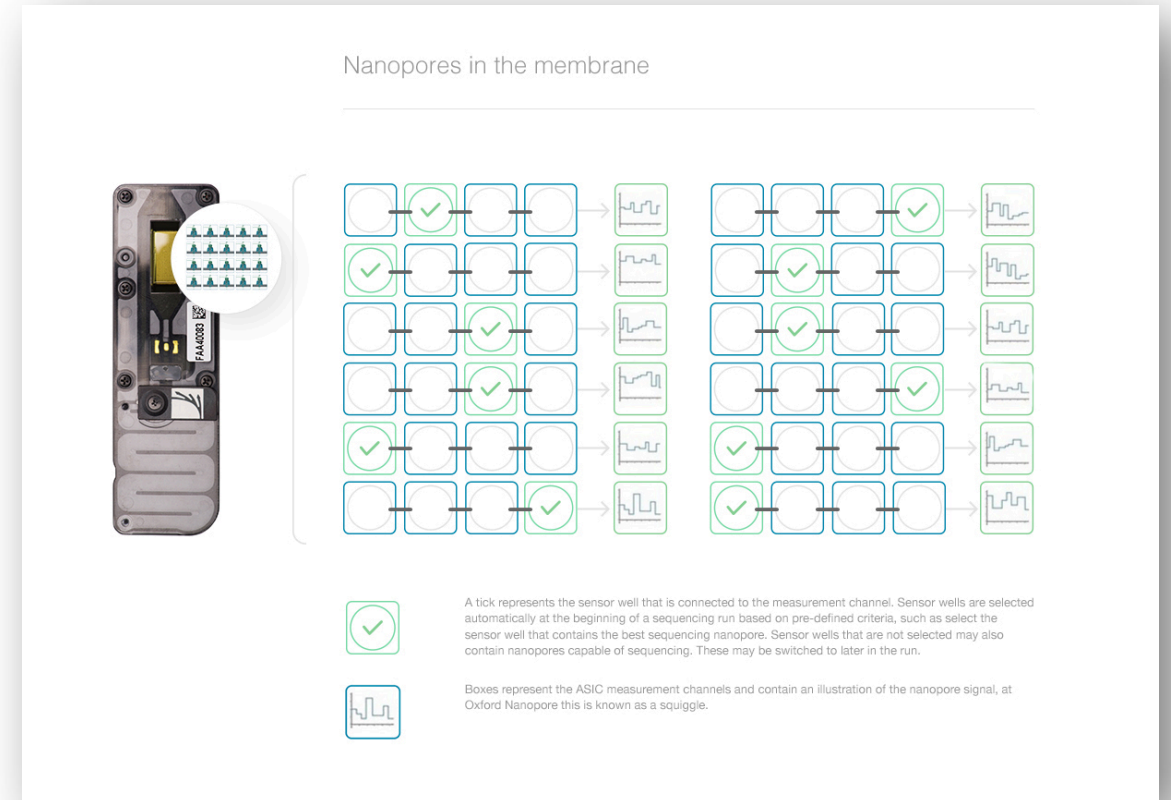 Nanopores in the membrane
FAA40083
A tick represents the sensor well that is connected to the measurement channel. Sensor wells are selected
automatically at the beginning of a sequencing run based on pre-defined criteria, such as select the
sensor well that contains the best sequencing nanopore. Sensor wells that are not selected may also
contain nanopores capable of sequencing. These may be switched to later in the run.
Boxes represent the ASIC measurement channels and contain an illustration of the nanopore signal, at
Oxford Nanopore this is known as a squiggle.